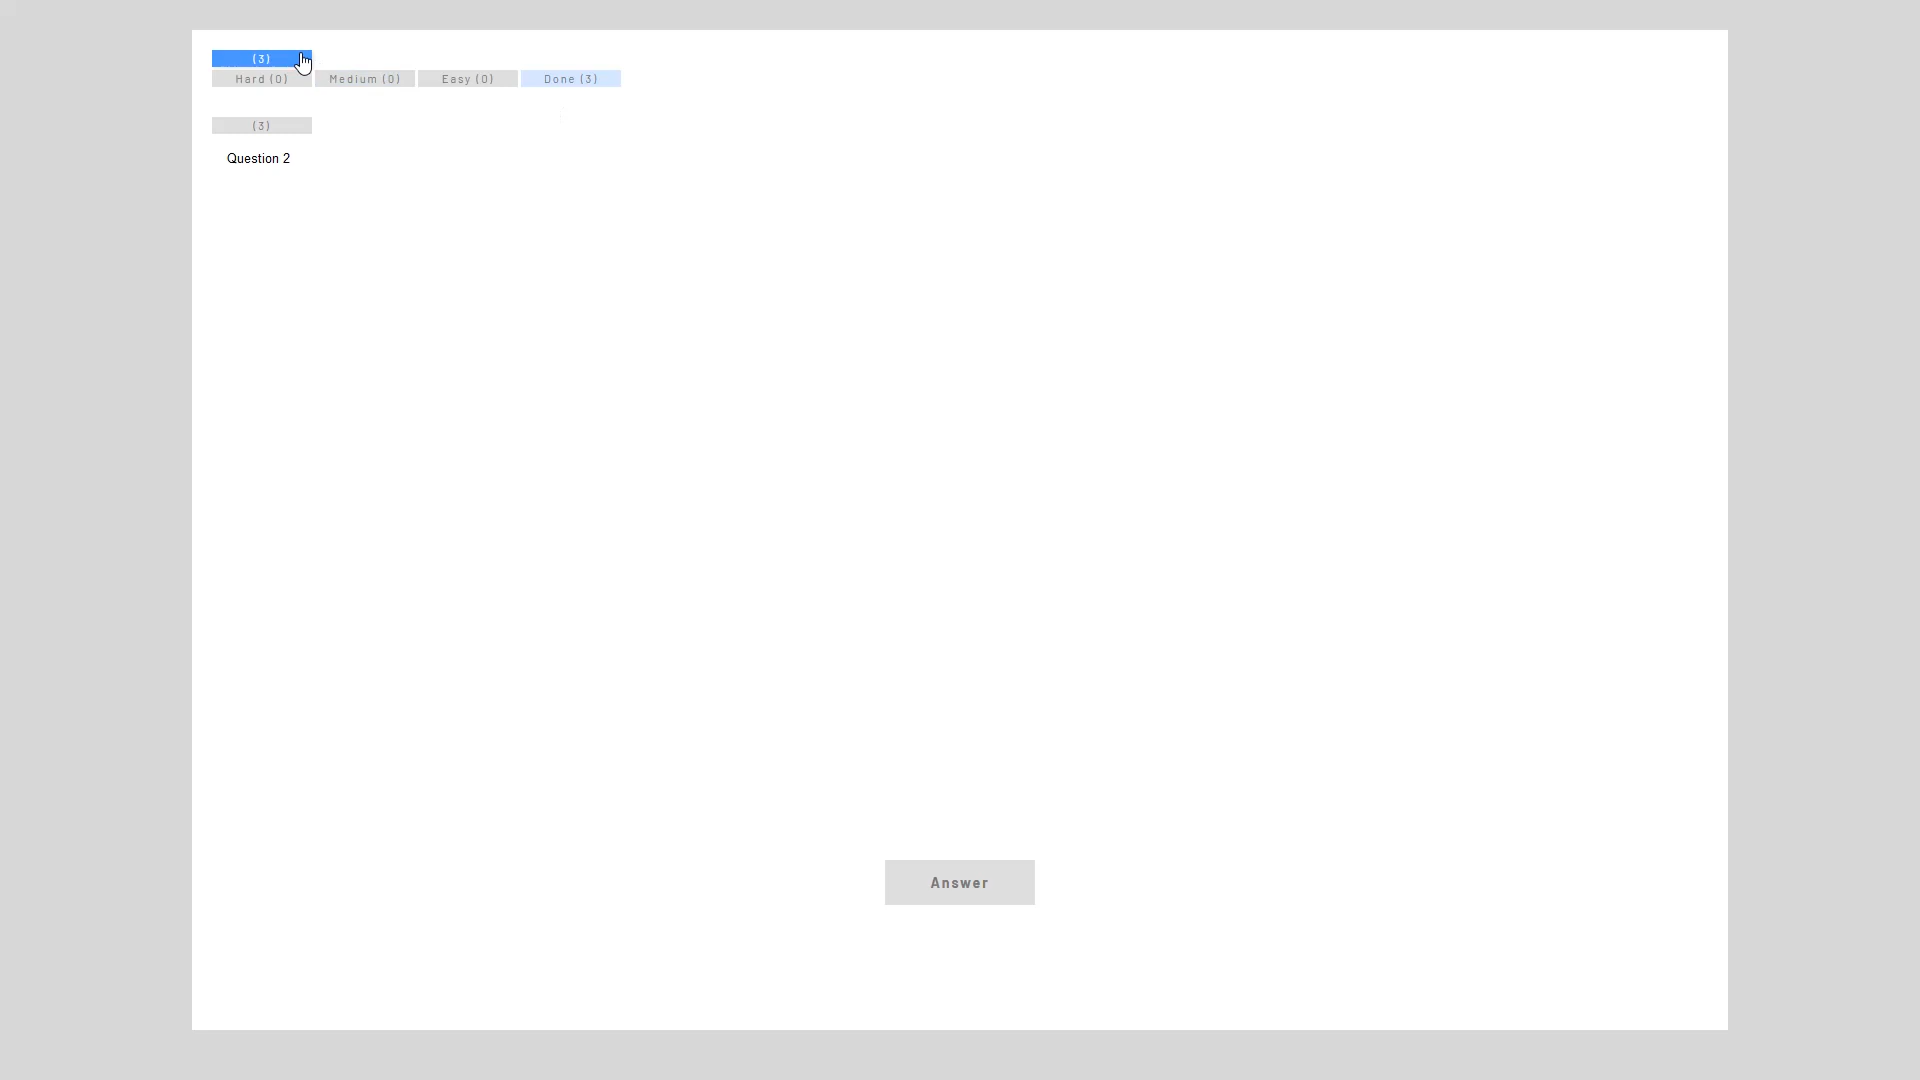 (3)
Hard (0) Medium (0) Easy (0) Done (3)
(3)
Question 2
Answer